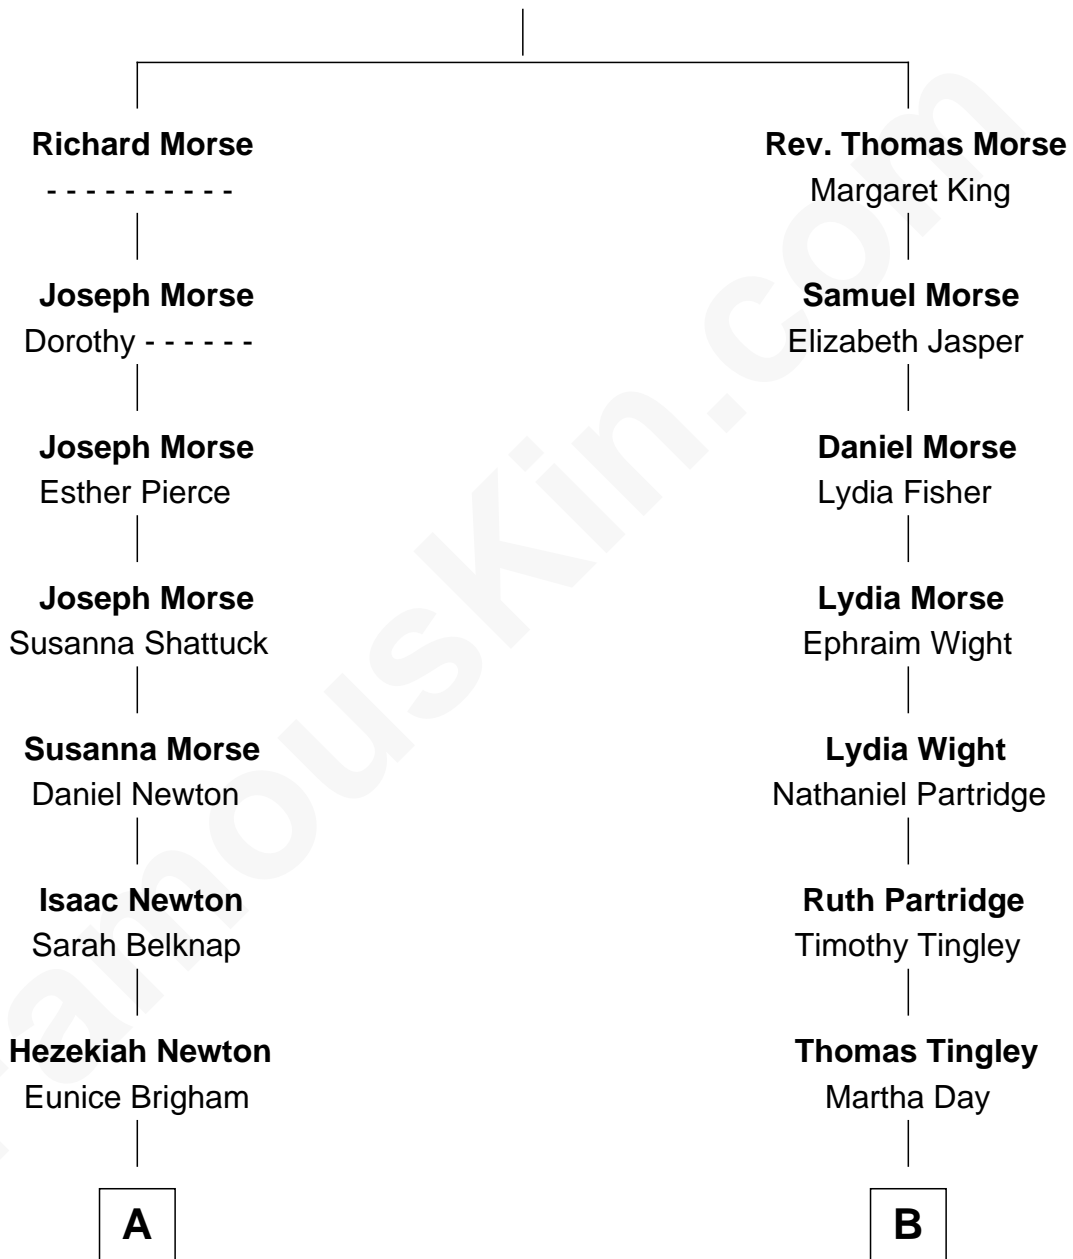 Richard Morse
- - - - - - - - - -
Joseph Morse
Dorothy - - - - - -
Joseph Morse
Esther Pierce
Joseph Morse
Susanna Shattuck
Susanna Morse
Daniel Newton
Isaac Newton
Sarah Belknap
Hezekiah Newton
Eunice Brigham
A
Rev. Thomas Morse
Margaret King
Samuel Morse
Elizabeth Jasper
Daniel Morse
Lydia Fisher
Lydia Morse
Ephraim Wight
Lydia Wight
Nathaniel Partridge
Ruth Partridge
Timothy Tingley
Thomas Tingley
Martha Day
B
FamousKin.com